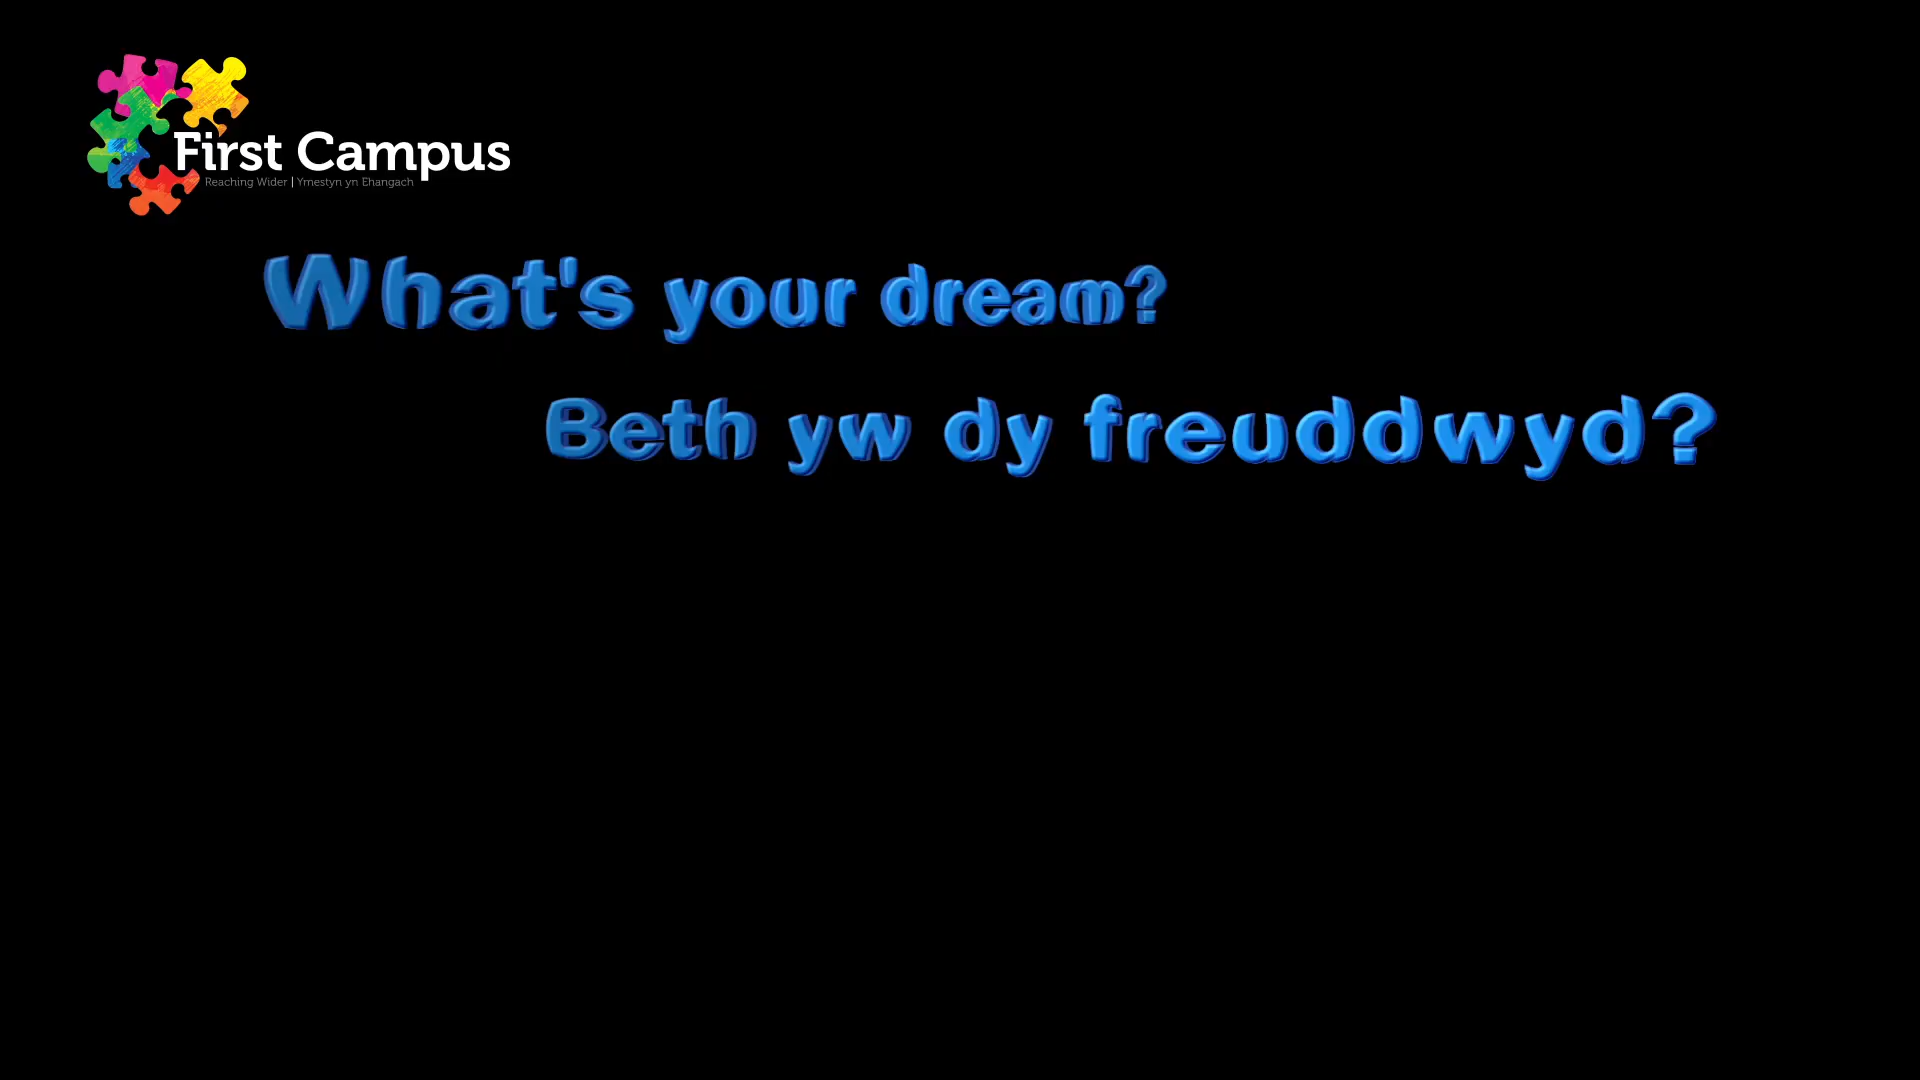 First Campus
Reaching Wider | Ymestyn yn Ehangach
What's your dream?
Beth yw dy freuddwyd?